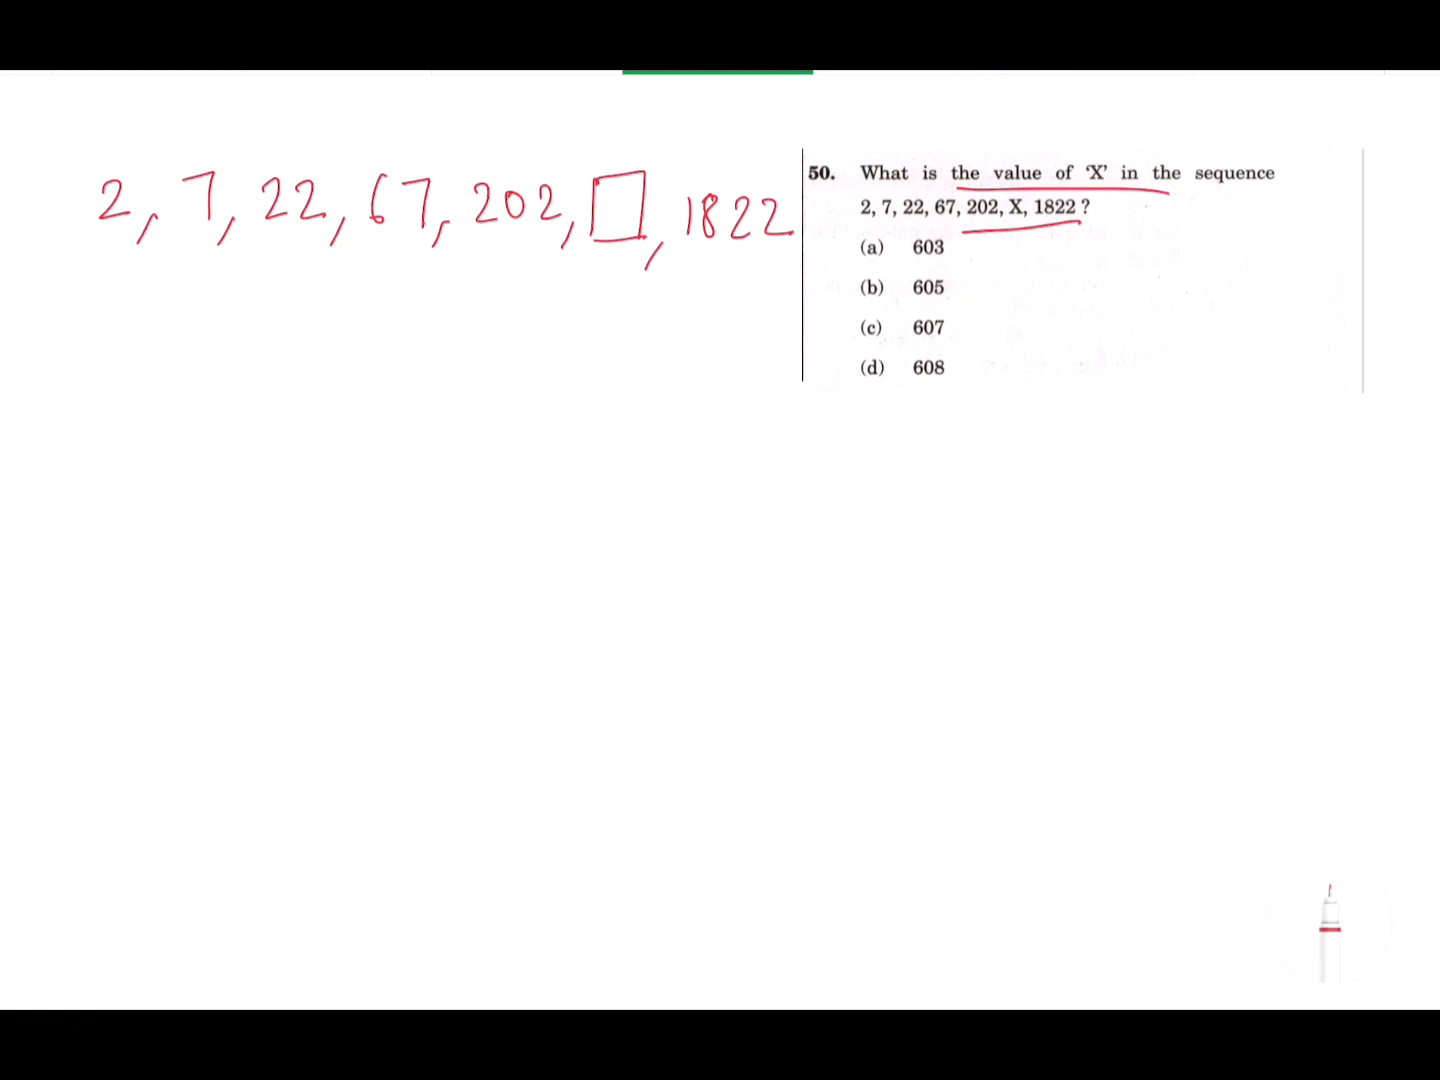 2, 7, 22, 67, 202, □, 1822
50. What is the value of ‘X’ in the sequence
2, 7, 22, 67, 202, X, 1822 ?
(a) 603
(b) 605
(c) 607
(d) 608